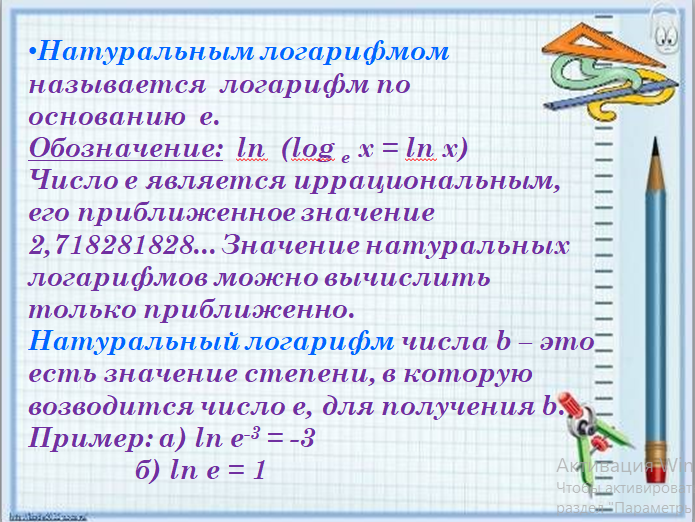 •Натуральным логарифмом
называется логарифм по
основанию e.
Обозначение: ln (log e x = ln x)
Число e является иррациональным,
его приближенное значение
2,718281828... Значение натуральных
логарифмов можно вычислить
только приближенно.
Натуральный логарифм числа b – это
есть значение степени, в которую
возводится число e, для получения b.
Пример: а) ln e-3 = -3
б) ln e = 1
Активация Win
Чтобы активироват
раздел "Параметры